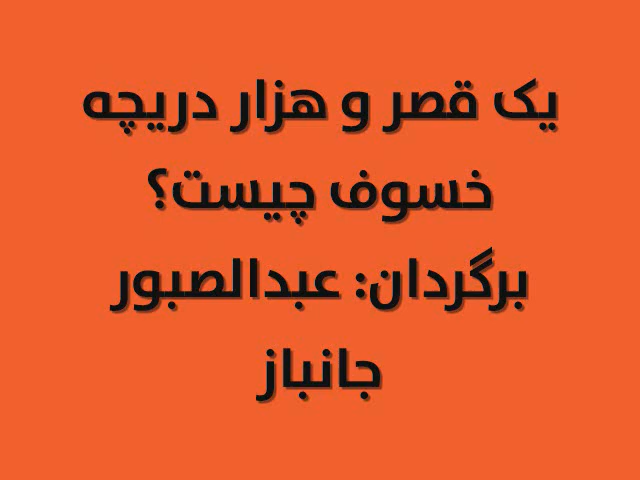 یک قصر و هزار دریچه
خسوف چیست؟
برگردان: عبدالصبور
جانباز